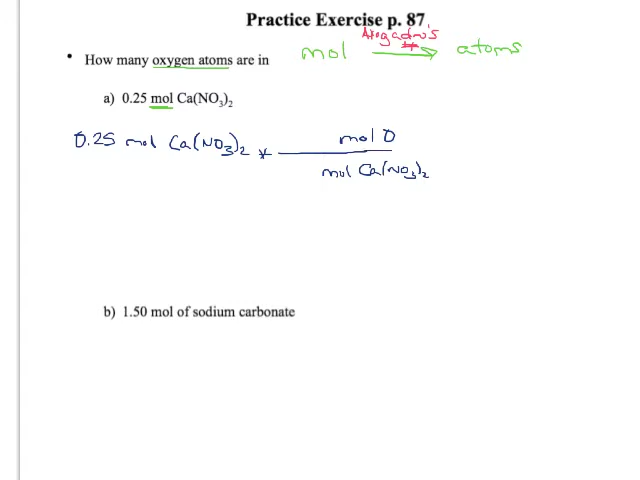 Practice Exercise p. 87
Avogadro's
#
• How many oxygen atoms are in
mol → atoms
a) 0.25 mol Ca(NO₃)₂
0.25 mol Ca(NO₃)₂ *
mol O
mol Ca(NO₃)₂
b) 1.50 mol of sodium carbonate